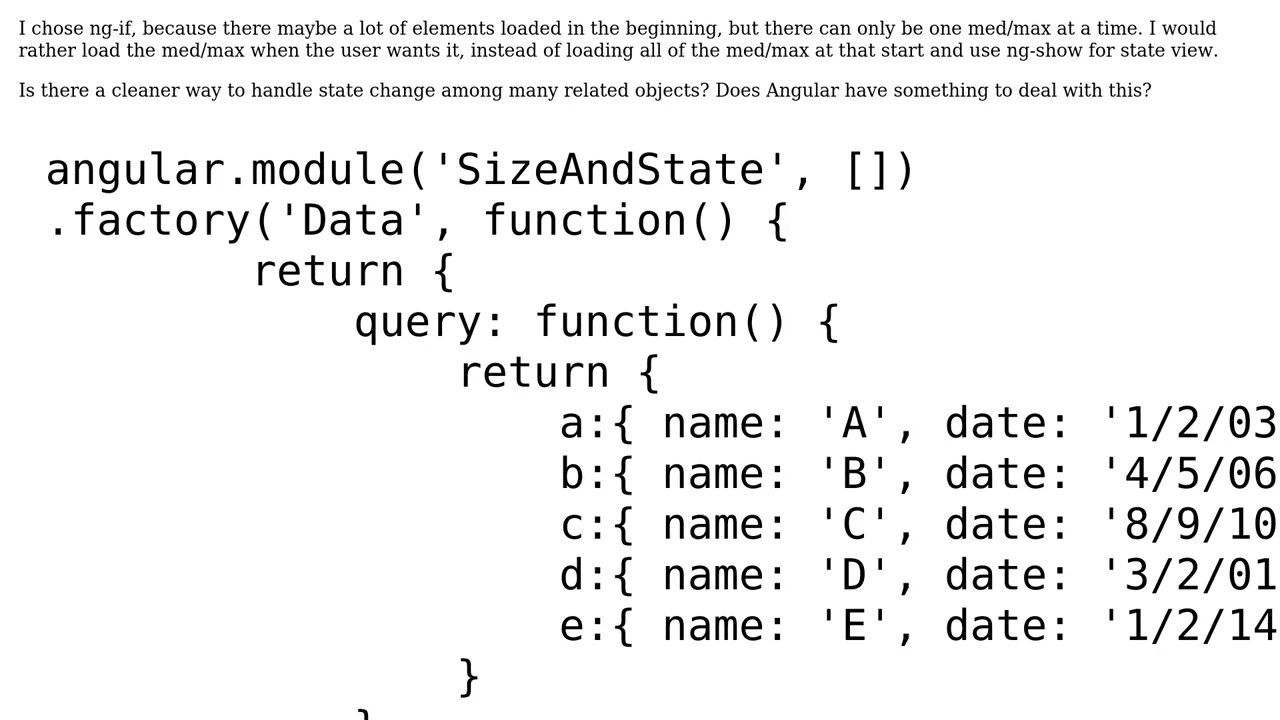 I chose ng-if, because there maybe a lot of elements loaded in the beginning, but there can only be one med/max at a time. I would
rather load the med/max when the user wants it, instead of loading all of the med/max at that start and use ng-show for state view.
Is there a cleaner way to handle state change among many related objects? Does Angular have something to deal with this?
angular.module('SizeAndState', [])
.factory('Data', function() {
return {
query: function() {
return {
a:{ name: 'A', date: '1/2/03
b:{ name: 'B', date: '4/5/06
c:{ name: 'C', date: '8/9/10
d:{ name: 'D', date: '3/2/01
e:{ name: 'E', date: '1/2/14
}
}